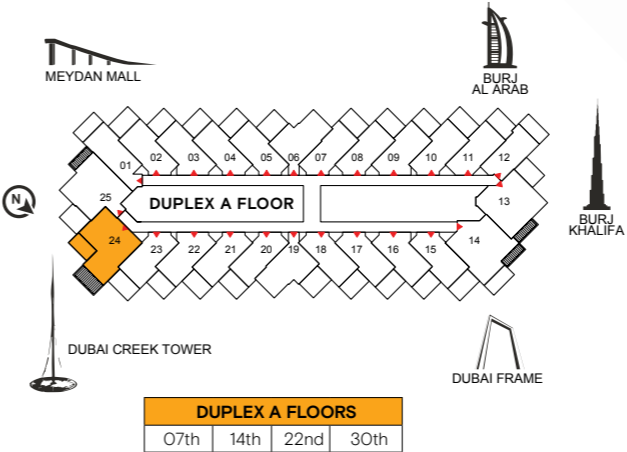 MEYDAN MALL
BURJ
AL ARAB
01 02 03 04 05 06 07 08 09 10 11 12
N
25
DUPLEX A FLOOR
13
BURJ
KHALIFA
24 23 22 21 20 19 18 17 16 15 14
DUBAI CREEK TOWER
DUBAI FRAME
DUPLEX A FLOORS
07th 14th 22nd 30th